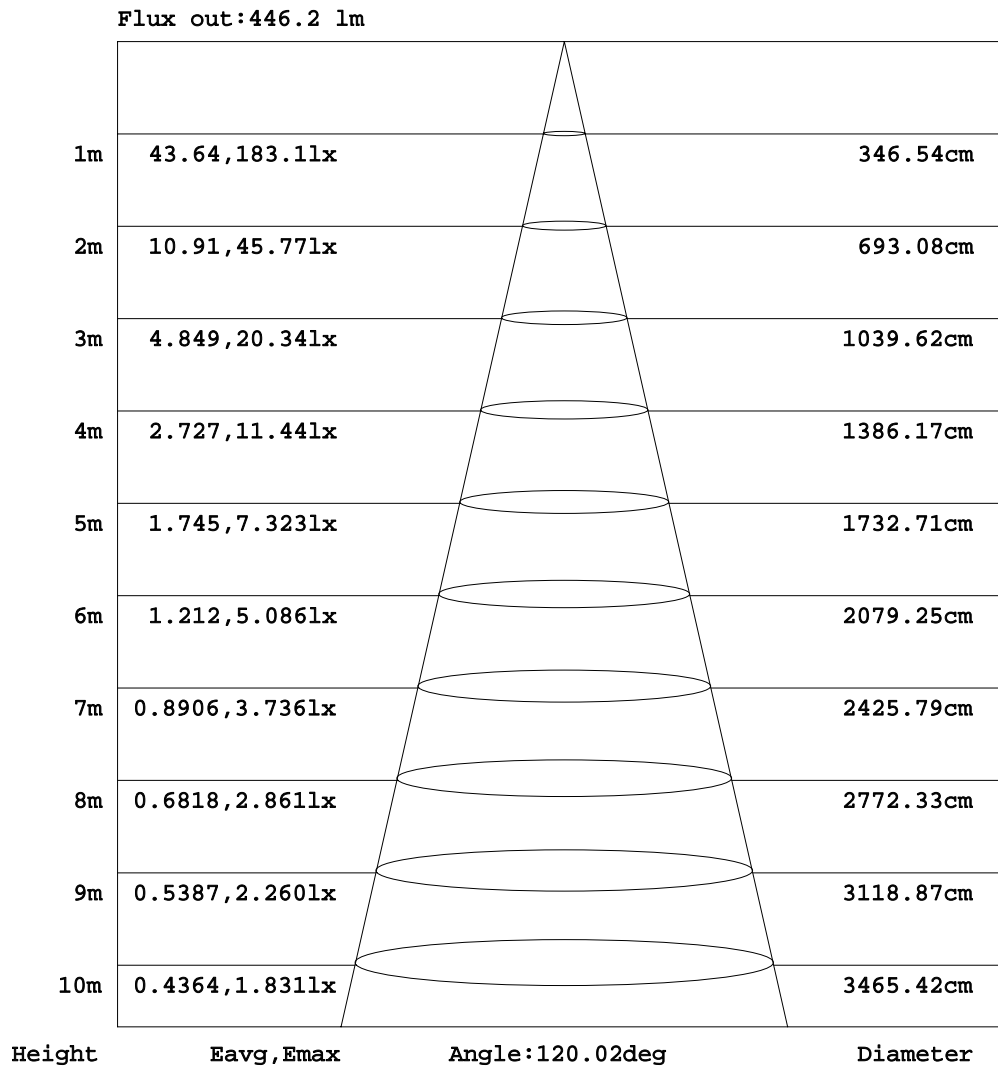 Flux out:446.2 lm
1m 43.64,183.1lx 346.54cm
2m 10.91,45.77lx 693.08cm
3m 4.849,20.34lx 1039.62cm
4m 2.727,11.44lx 1386.17cm
5m 1.745,7.323lx 1732.71cm
6m 1.212,5.086lx 2079.25cm
7m 0.8906,3.736lx 2425.79cm
8m 0.6818,2.861lx 2772.33cm
9m 0.5387,2.260lx 3118.87cm
10m 0.4364,1.831lx 3465.42cm
Height Eavg,Emax Angle:120.02deg Diameter